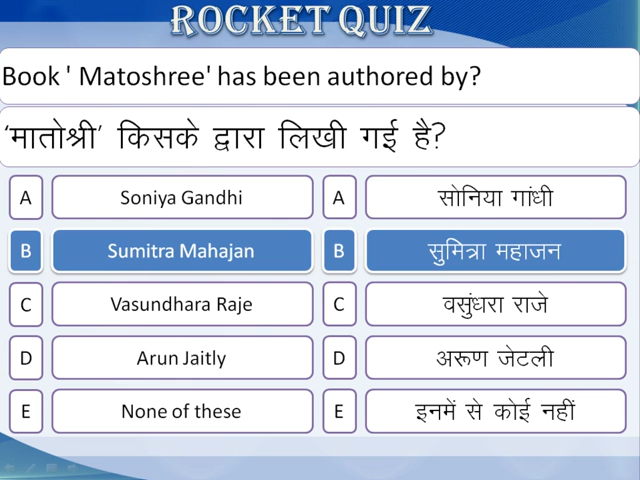 ROCKET QUIZ
Book ' Matoshree' has been authored by?
‘मातोश्री’ किसके द्वारा लिखी गई है?
A Soniya Gandhi A सोनिया गांधी
B Sumitra Mahajan B सुमित्रा महाजन
C Vasundhara Raje C वसुंधरा राजे
D Arun Jaitly D अरूण जेटली
E None of these E इनमें से कोई नहीं